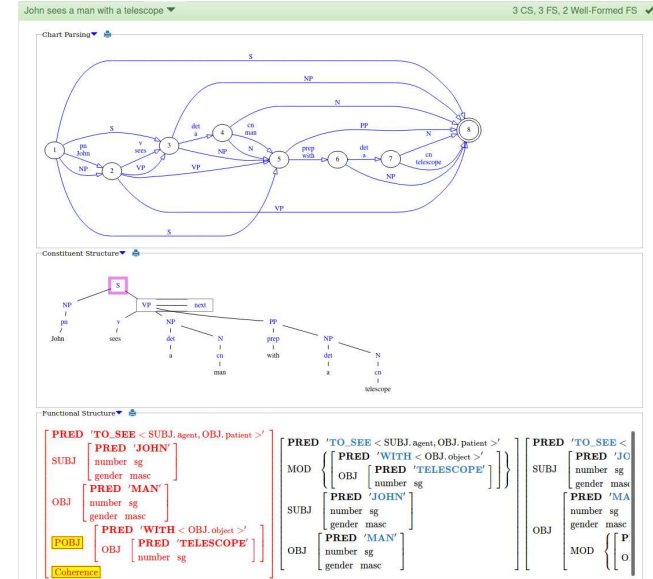 John sees a man with a telescope
3 CS, 3 FS, 2 Well-Formed FS
Chart Parsing
S
NP
N
S
det
a
cn
man
PP
N
8
pn
John
v
sees
3
4
NP
N
prep
with
det
a
cn
telescope
1
NP
2
VP
VP
5
6
7
NP
VP
S
Constituent Structure
S
NP
VP
next
pn
v
NP
PP
John
sees
det
N
prep
NP
a
cn
with
det
N
man
a
cn
telescope
Functional Structure
PRED 'TO_SEE < SUBJ. agent, OBJ. patient >'
SUBJ
PRED 'JOHN'
number sg
gender masc
OBJ
PRED 'MAN'
number sg
gender masc
POBJ
PRED 'WITH < OBJ. object >'
OBJ
PRED 'TELESCOPE'
number sg
Coherence
PRED 'TO_SEE < SUBJ. agent, OBJ. patient >'
MOD
PRED 'WITH < OBJ. object >'
OBJ
PRED 'TELESCOPE'
number sg
SUBJ
PRED 'JOHN'
number sg
gender masc
OBJ
PRED 'MAN'
number sg
gender masc
PRED 'TO_SEE <
SUBJ
PRED 'JO
number sg
gender masc
OBJ
PRED 'MA
number sg
gender masc
MOD
P
O